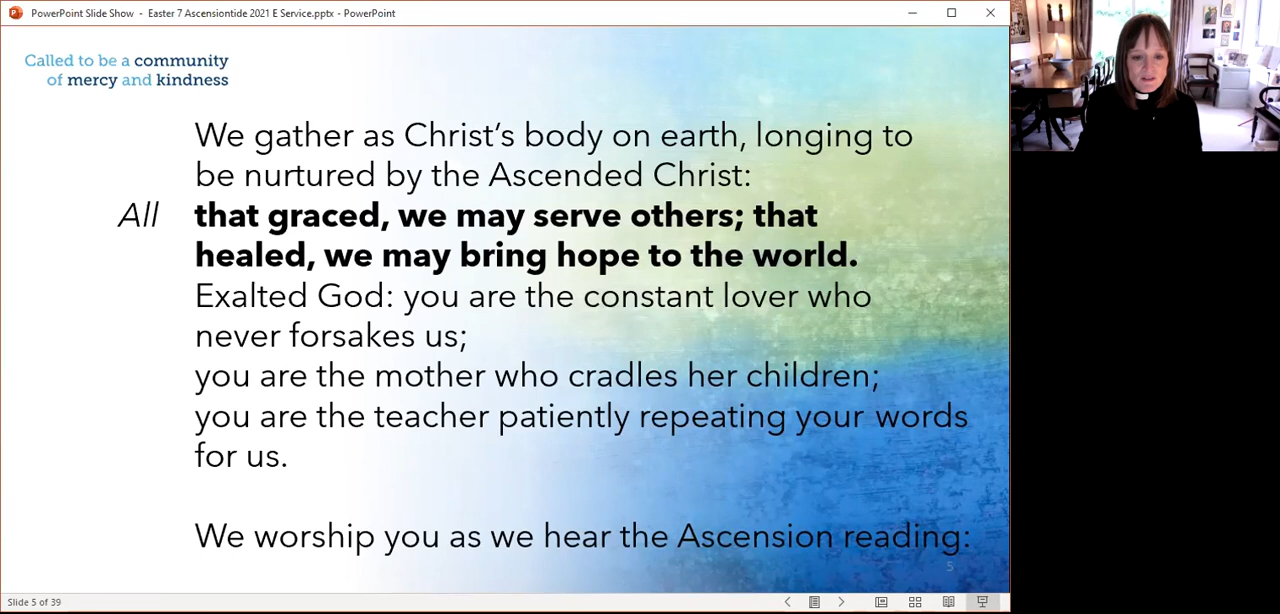 PowerPoint Slide Show - Easter 7 Ascensiontide 2021 E Service.pptx - PowerPoint
Called to be a community
of mercy and kindness
We gather as Christ's body on earth, longing to
be nurtured by the Ascended Christ:
All that graced, we may serve others; that
healed, we may bring hope to the world.
Exalted God: you are the constant lover who
never forsakes us;
you are the mother who cradles her children;
you are the teacher patiently repeating your words
for us.
We worship you as we hear the Ascension reading:
5
Slide 5 of 39